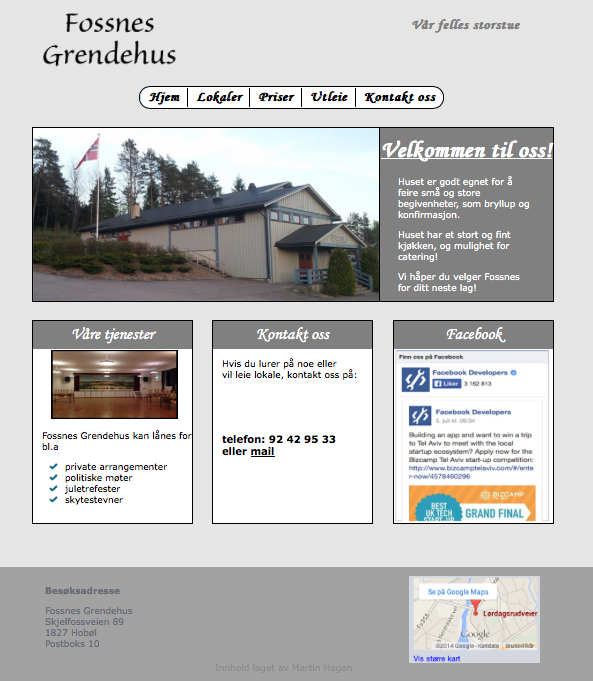 Fossnes
Grendehus
Vår felles storstue
Hjem
Lokaler
Priser
Utleie
Kontakt oss
Velkommen til oss!
Huset er godt egnet for å
feire små og store
begivenheter, som bryllup og
konfirmasjon.
Huset har et stort og fint
kjøkken, og mulighet for
catering!
Vi håper du velger Fossnes
for ditt neste lag!
Våre tjenester
Fossnes Grendehus kan lånes for
bl.a
private arrangementer
politiske møter
juletrefester
skytestevner
Kontakt oss
Hvis du lurer på noe eller
vil leie lokale, kontakt oss på:
telefon: 92 42 95 33
eller mail
Facebook
Finn oss på Facebook
Facebook Developers
Liker 3 162 813
Facebook Developers
5. juli kl. 09:34
Building an app and want to win a trip
to Tel Aviv to meet with the local
startup ecosystem? Apply now for the
Bizcamp Tel Aviv start-up competition:
http://www.bizcamptelaviv.com/#/ente
r-now/4578460296
BIZCAMP
BEST
UK TECH
START
GRAND FINAL
Besøksadresse
Fossnes Grendehus
Skjelfossveien 89
1827 Hobøl
Postboks 10
Se på Google Maps
Lørdagsrudveien
Fv355
Google
©2014 Google - Kartdata
Bruksvilkår
Vis større kart
Innhold laget av Martin Hagen